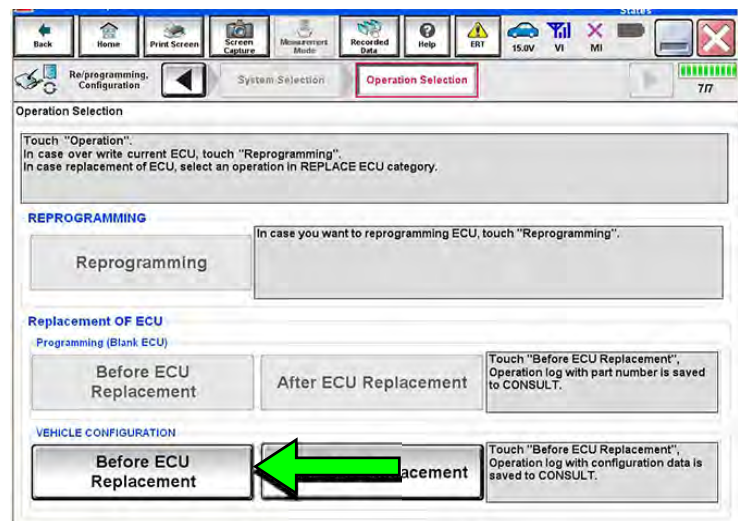 States
Back
Home
Print Screen
Screen
Capture
Measurement
Mode
Recorded
Data
Help
ERT
15.0V
VI
MI
Re/programming,
Configuration
System Selection
Operation Selection
7/7
Operation Selection
Touch "Operation".
In case over write current ECU, touch "Reprogramming".
In case replacement of ECU, select an operation in REPLACE ECU category.
REPROGRAMMING
Reprogramming
In case you want to reprogramming ECU, touch "Reprogramming".
Replacement OF ECU
Programming (Blank ECU)
Before ECU
Replacement
After ECU Replacement
Touch "Before ECU Replacement",
Operation log with part number is saved
to CONSULT.
VEHICLE CONFIGURATION
Before ECU
Replacement
acement
Touch "Before ECU Replacement",
Operation log with configuration data is
saved to CONSULT.